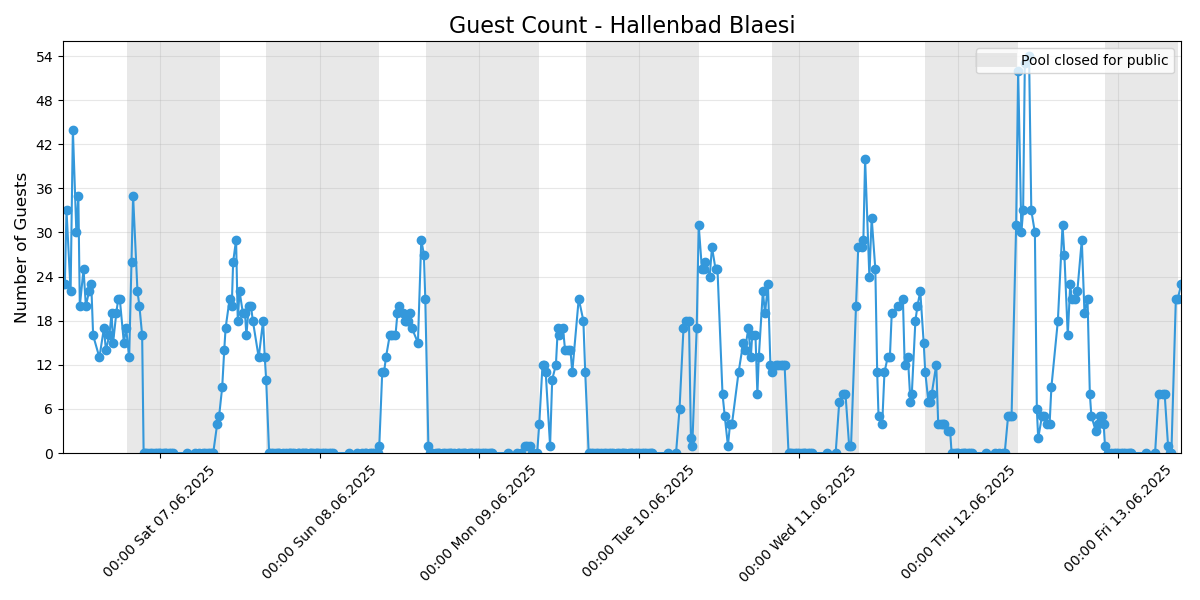 Guest Count - Hallenbad Blaesi
Pool closed for public
Number of Guests
54
48
42
36
30
24
18
12
6
0
00:00 Sat 07.06.2025
00:00 Sun 08.06.2025
00:00 Mon 09.06.2025
00:00 Tue 10.06.2025
00:00 Wed 11.06.2025
00:00 Thu 12.06.2025
00:00 Fri 13.06.2025